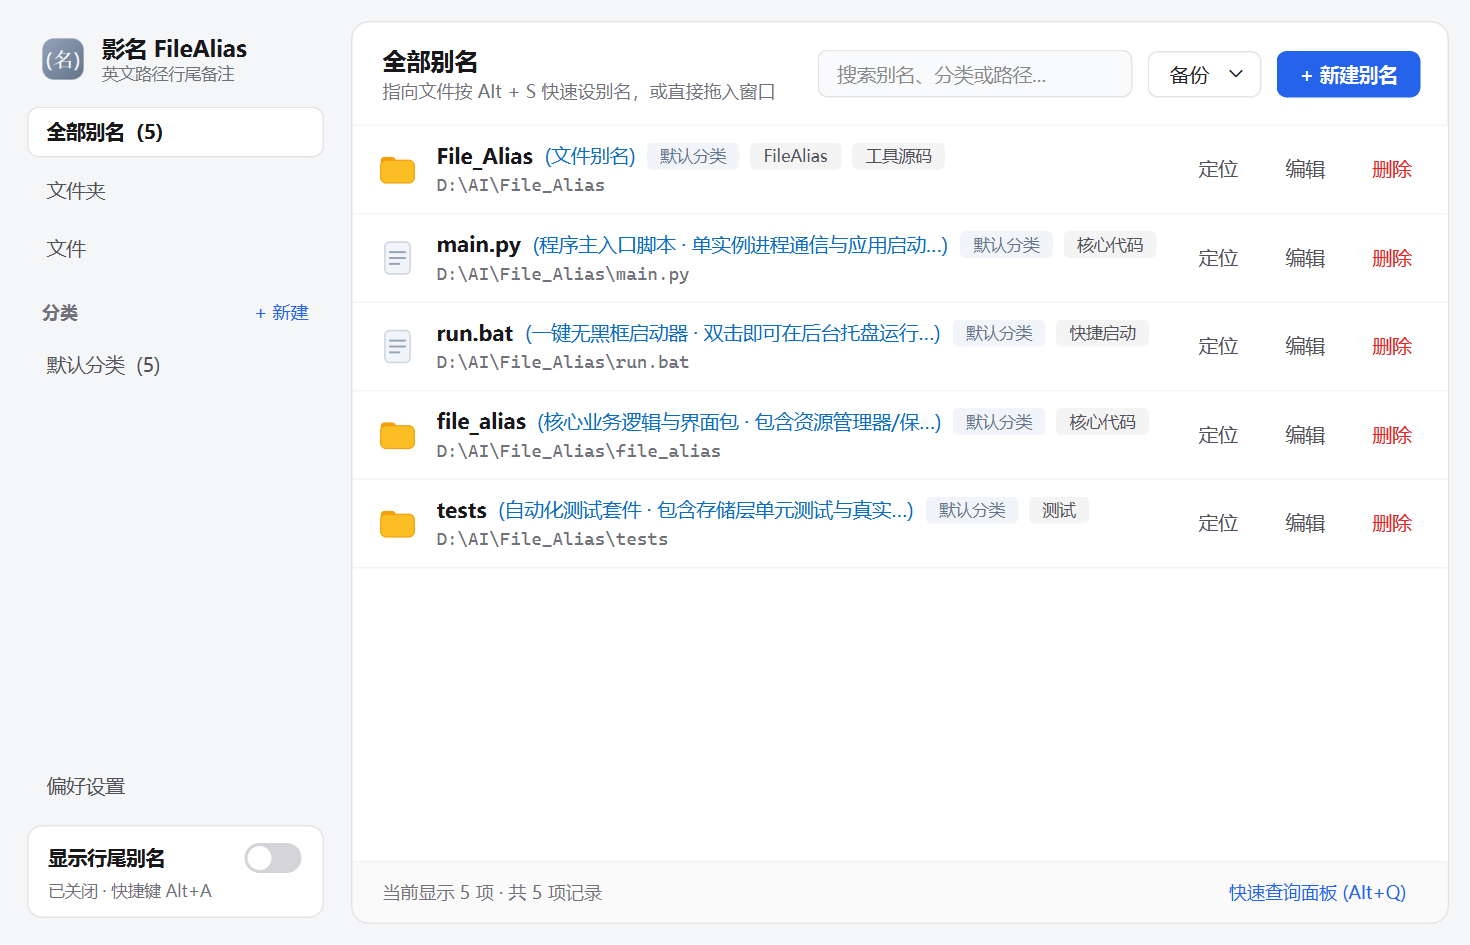 (名)
影名 FileAlias
英文路径行尾备注
全部别名 (5)
文件夹
文件
分类
+ 新建
默认分类 (5)
偏好设置
显示行尾别名
已关闭 · 快捷键 Alt+A
全部别名
指向文件按 Alt + S 快速设别名，或直接拖入窗口
搜索别名、分类或路径...
备份
+ 新建别名
File_Alias (文件别名) 默认分类 FileAlias 工具源码
D:\AI\File_Alias
定位 编辑 删除
main.py (程序主入口脚本 · 单实例进程通信与应用启动...) 默认分类 核心代码
D:\AI\File_Alias\main.py
定位 编辑 删除
run.bat (一键无黑框启动器 · 双击即可在后台托盘运行...) 默认分类 快捷启动
D:\AI\File_Alias\run.bat
定位 编辑 删除
file_alias (核心业务逻辑与界面包 · 包含资源管理器/保...) 默认分类 核心代码
D:\AI\File_Alias\file_alias
定位 编辑 删除
tests (自动化测试套件 · 包含存储层单元测试与真实...) 默认分类 测试
D:\AI\File_Alias\tests
定位 编辑 删除
当前显示 5 项 · 共 5 项记录
快速查询面板 (Alt+Q)